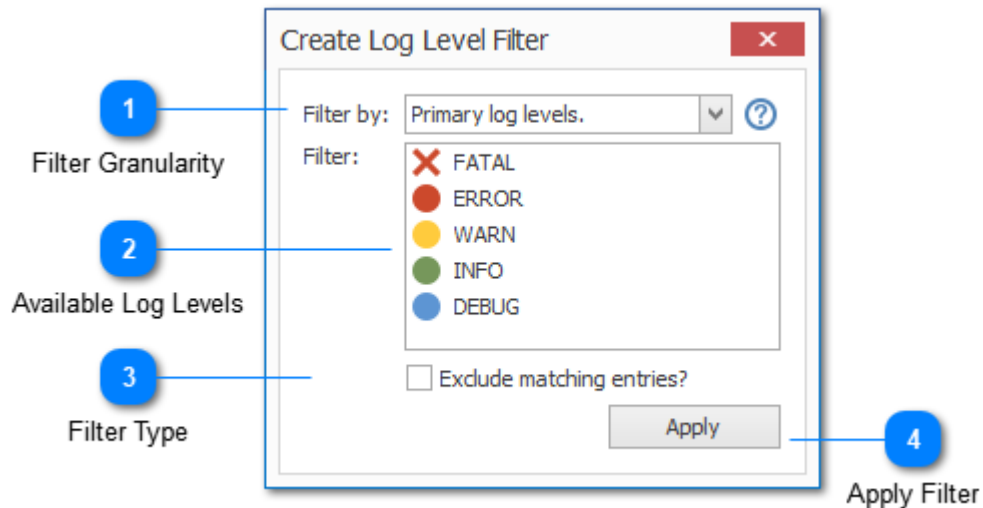 Create Log Level Filter
1
Filter Granularity
Filter by: Primary log levels.
?
Filter:
FATAL
ERROR
WARN
INFO
DEBUG
2
Available Log Levels
3
Filter Type
Exclude matching entries?
Apply
4
Apply Filter